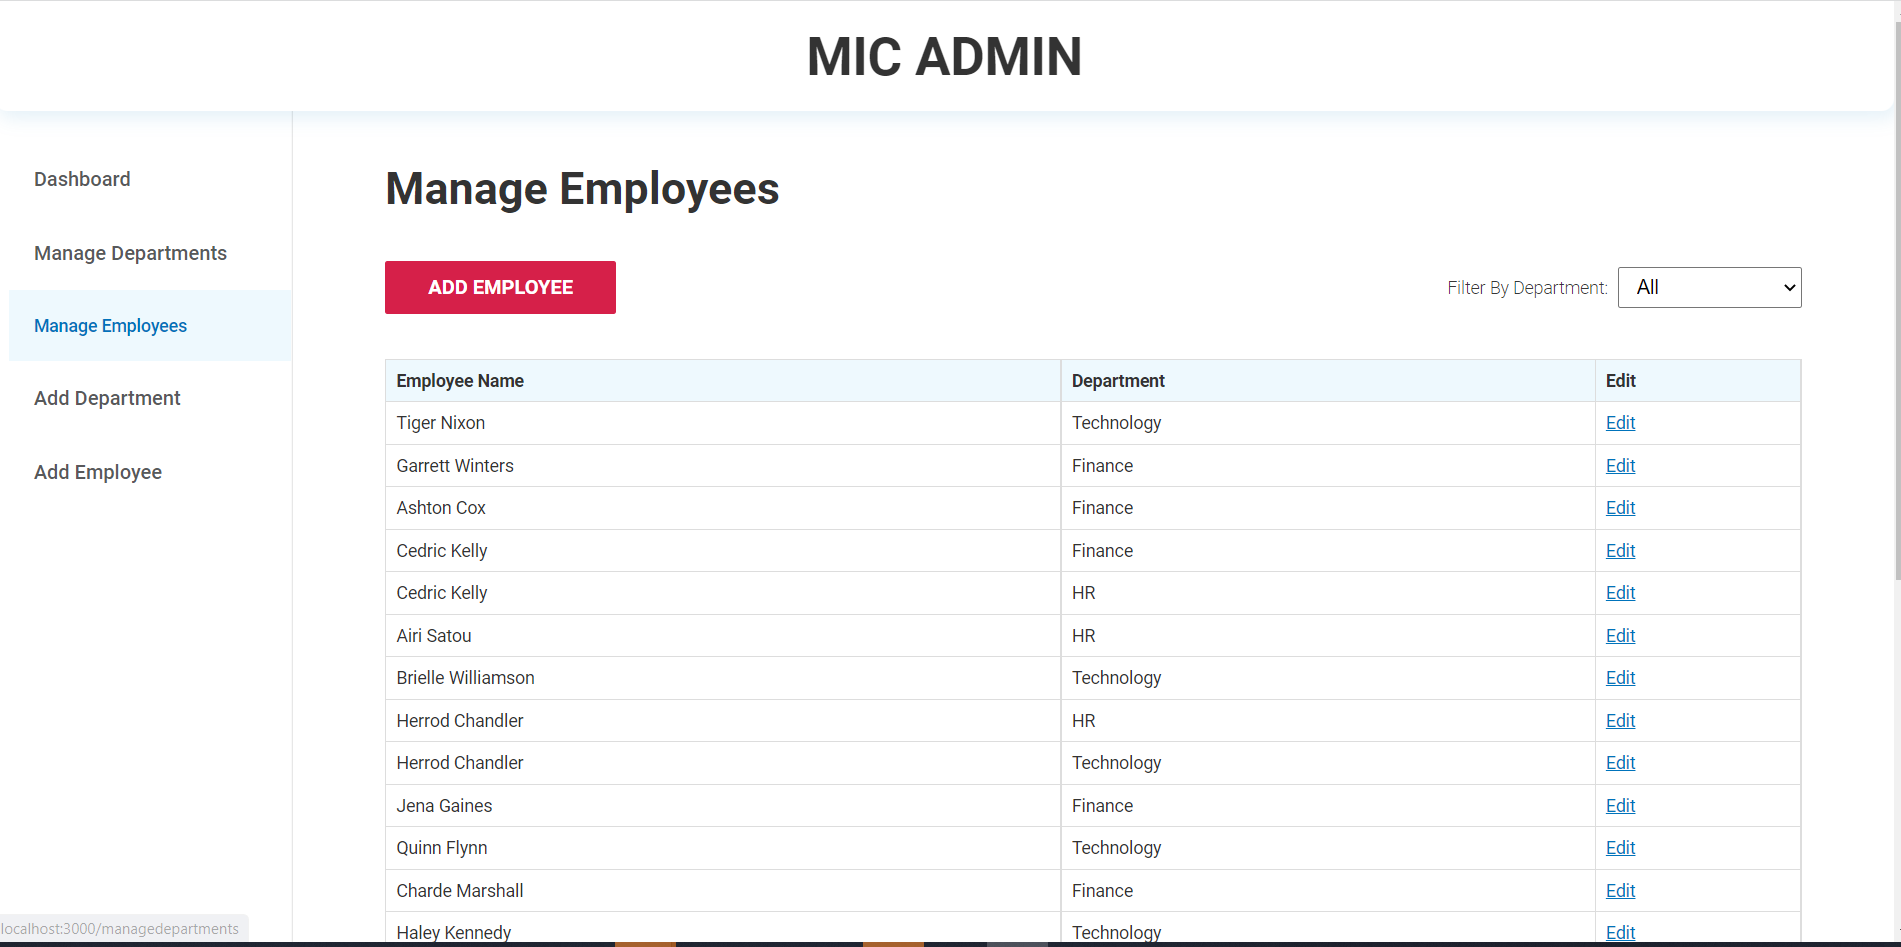 MIC ADMIN
Dashboard
Manage Departments
Manage Employees
Add Department
Add Employee
Manage Employees
ADD EMPLOYEE
Filter By Department: All
Employee Name Department Edit
Tiger Nixon Technology Edit
Garrett Winters Finance Edit
Ashton Cox Finance Edit
Cedric Kelly Finance Edit
Cedric Kelly HR Edit
Airi Satou HR Edit
Brielle Williamson Technology Edit
Herrod Chandler HR Edit
Herrod Chandler Technology Edit
Jena Gaines Finance Edit
Quinn Flynn Technology Edit
Charde Marshall Finance Edit
Haley Kennedy Technology Edit
localhost:3000/managedepartments